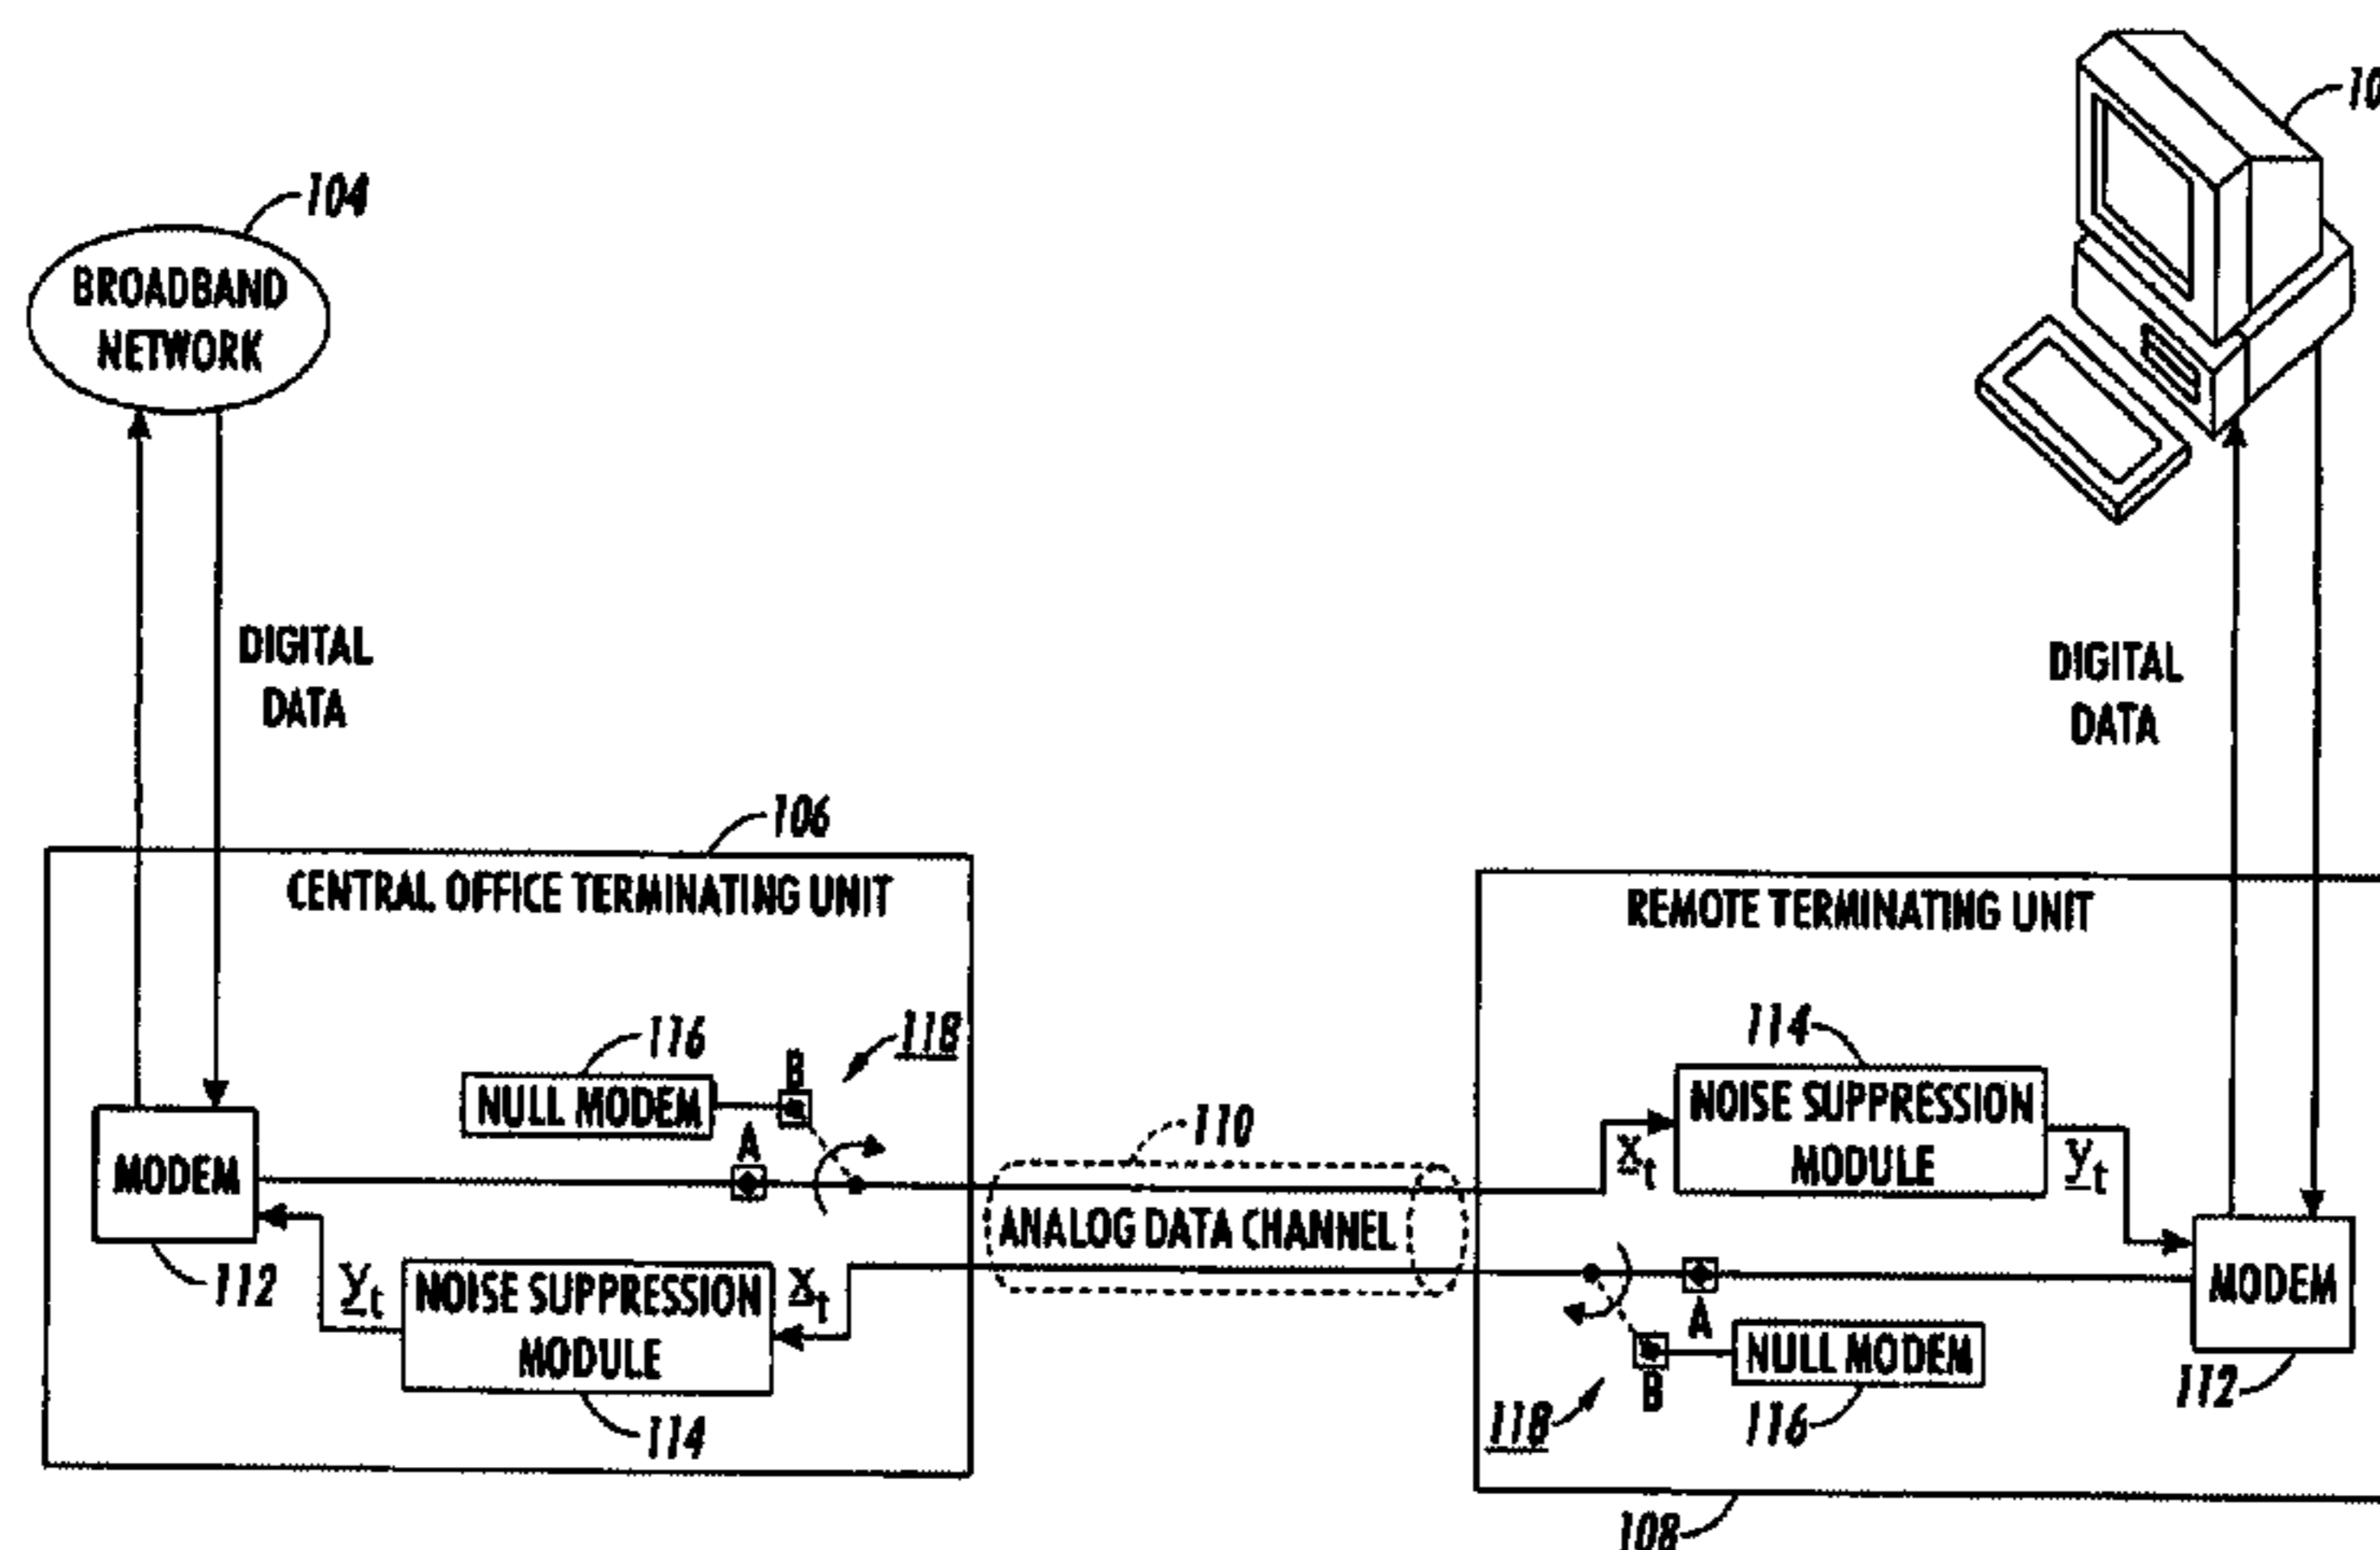 10
104
BROADBAND
NETWORK
DIGITAL
DATA
DIGITAL
DATA
106
CENTRAL OFFICE TERMINATING UNIT
REMOTE TERMINATING UNIT
116
118
B
NULL MODEM
A
MODEM
112
yt
NOISE SUPPRESSION
MODULE
xt
114
110
ANALOG DATA CHANNEL
114
NOISE SUPPRESSION
MODULE
xt
yt
MODEM
112
A
B
NULL MODEM
118
116
108